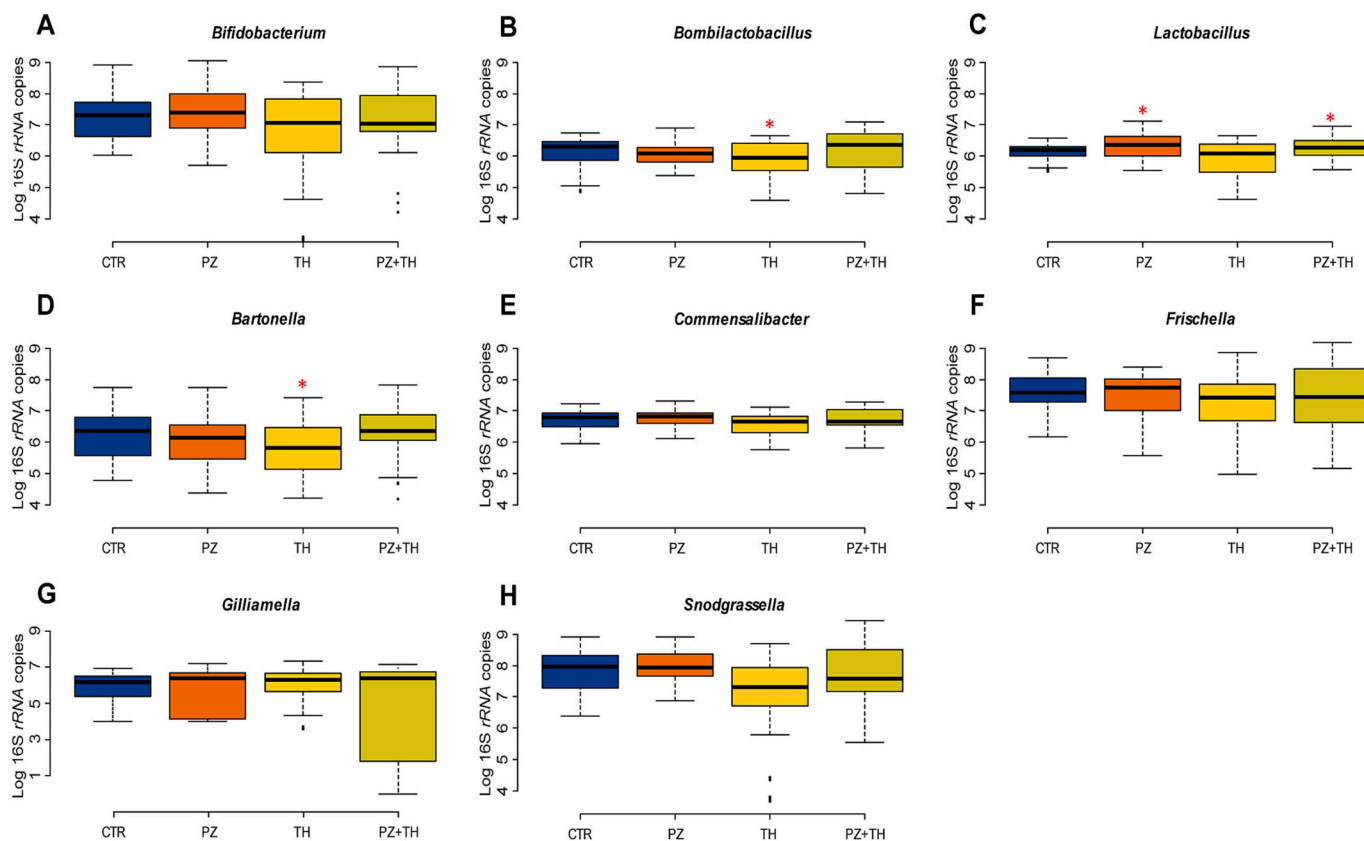 A
Bifidobacterium
Log 16S rRNA copies
4 5 6 7 8 9
CTR PZ TH PZ+TH
B
Bombilactobacillus
Log 16S rRNA copies
4 5 6 7 8 9
*
CTR PZ TH PZ+TH
C
Lactobacillus
Log 16S rRNA copies
4 5 6 7 8 9
* *
CTR PZ TH PZ+TH
D
Bartonella
Log 16S rRNA copies
4 5 6 7 8 9
*
CTR PZ TH PZ+TH
E
Commensalibacter
Log 16S rRNA copies
4 5 6 7 8 9
CTR PZ TH PZ+TH
F
Frischella
Log 16S rRNA copies
4 5 6 7 8 9
CTR PZ TH PZ+TH
G
Gilliamella
Log 16S rRNA copies
1 3 5 7 9
CTR PZ TH PZ+TH
H
Snodgrassella
Log 16S rRNA copies
4 5 6 7 8 9
CTR PZ TH PZ+TH